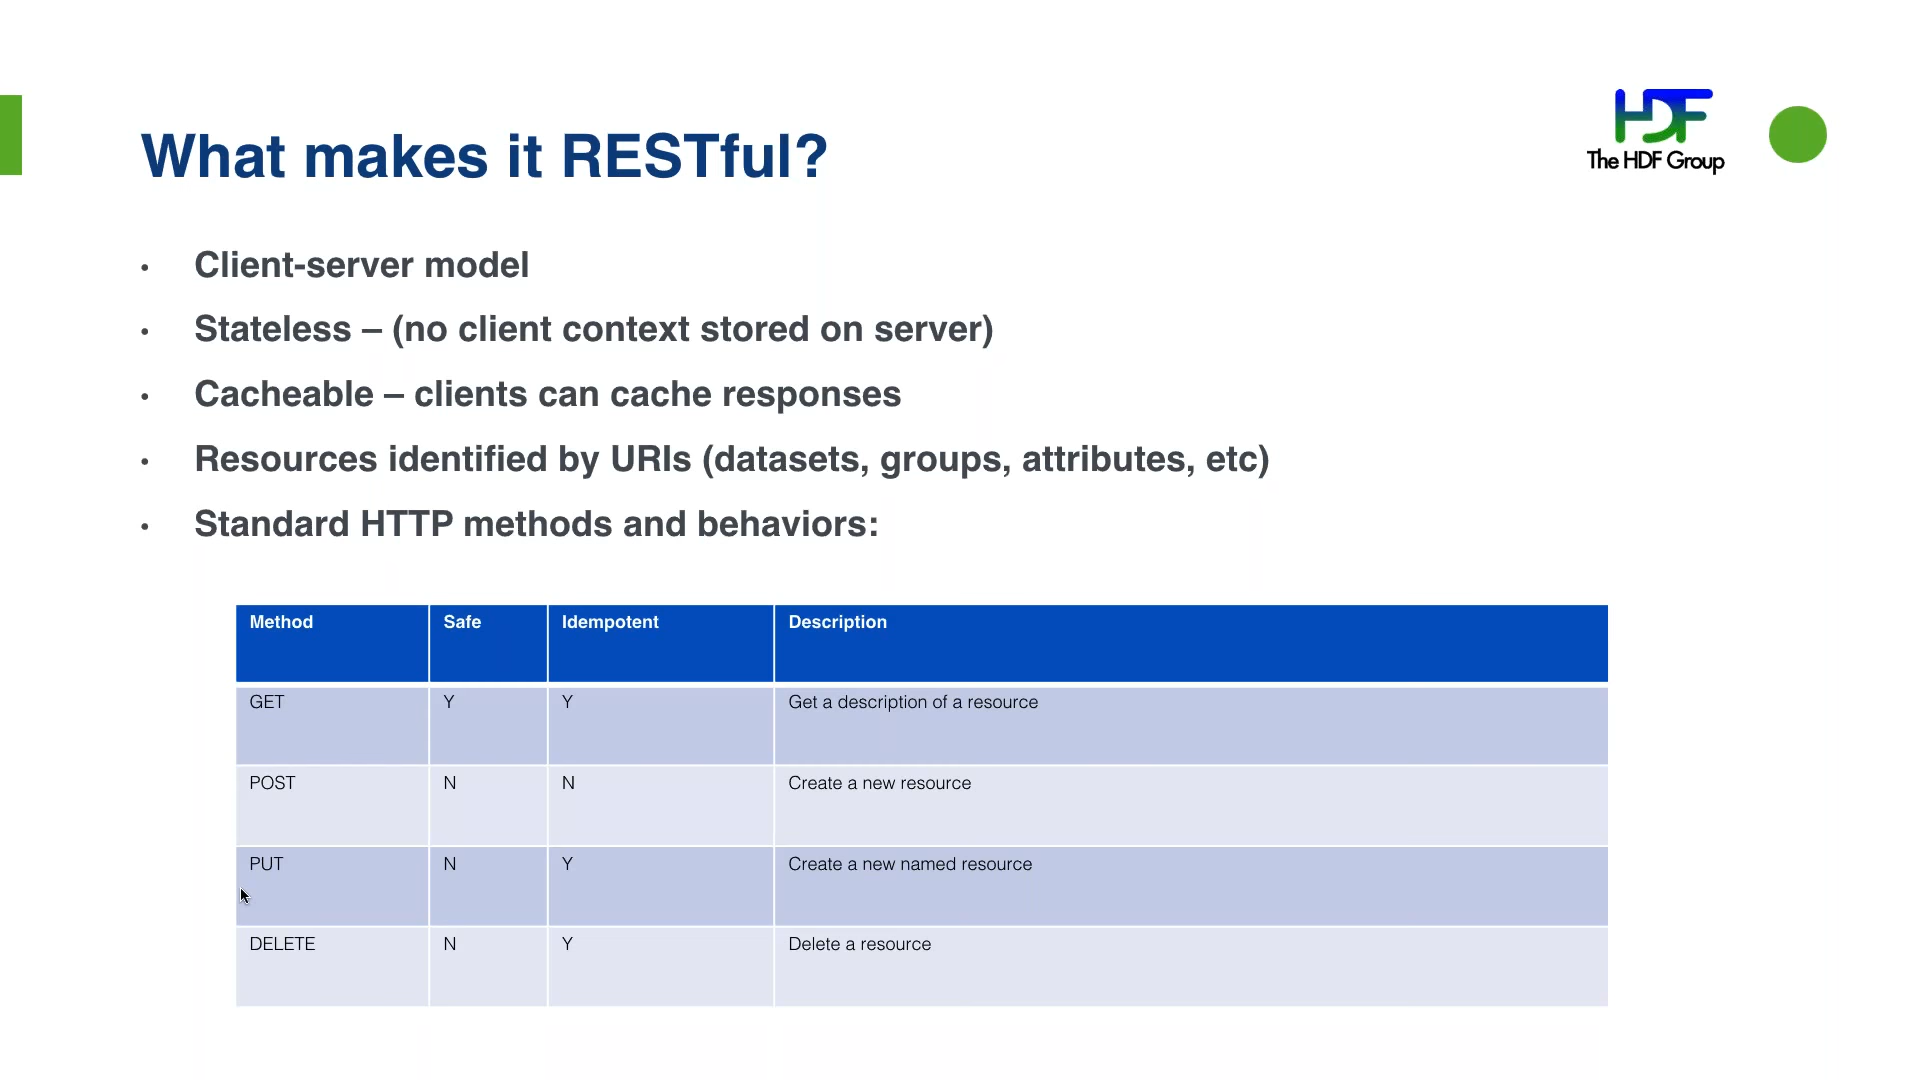 What makes it RESTful?
HDF
The HDF Group
• Client-server model
• Stateless – (no client context stored on server)
• Cacheable – clients can cache responses
• Resources identified by URIs (datasets, groups, attributes, etc)
• Standard HTTP methods and behaviors:
Method Safe Idempotent Description
GET Y Y Get a description of a resource
POST N N Create a new resource
PUT N Y Create a new named resource
DELETE N Y Delete a resource